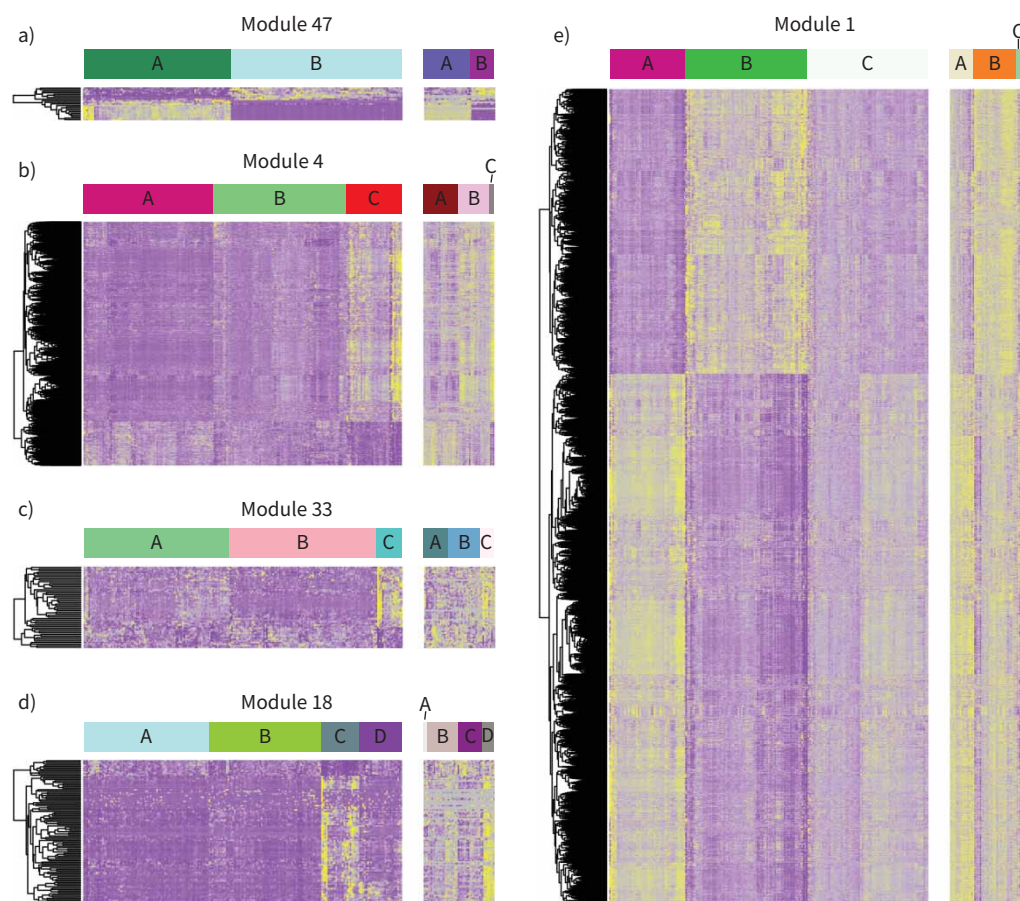 a)
Module 47
A B A B
b)
Module 4
C
A B C A B
c)
Module 33
A B C A B C
d)
Module 18
A
A B C D B C D
e)
Module 1
C
A B C A B